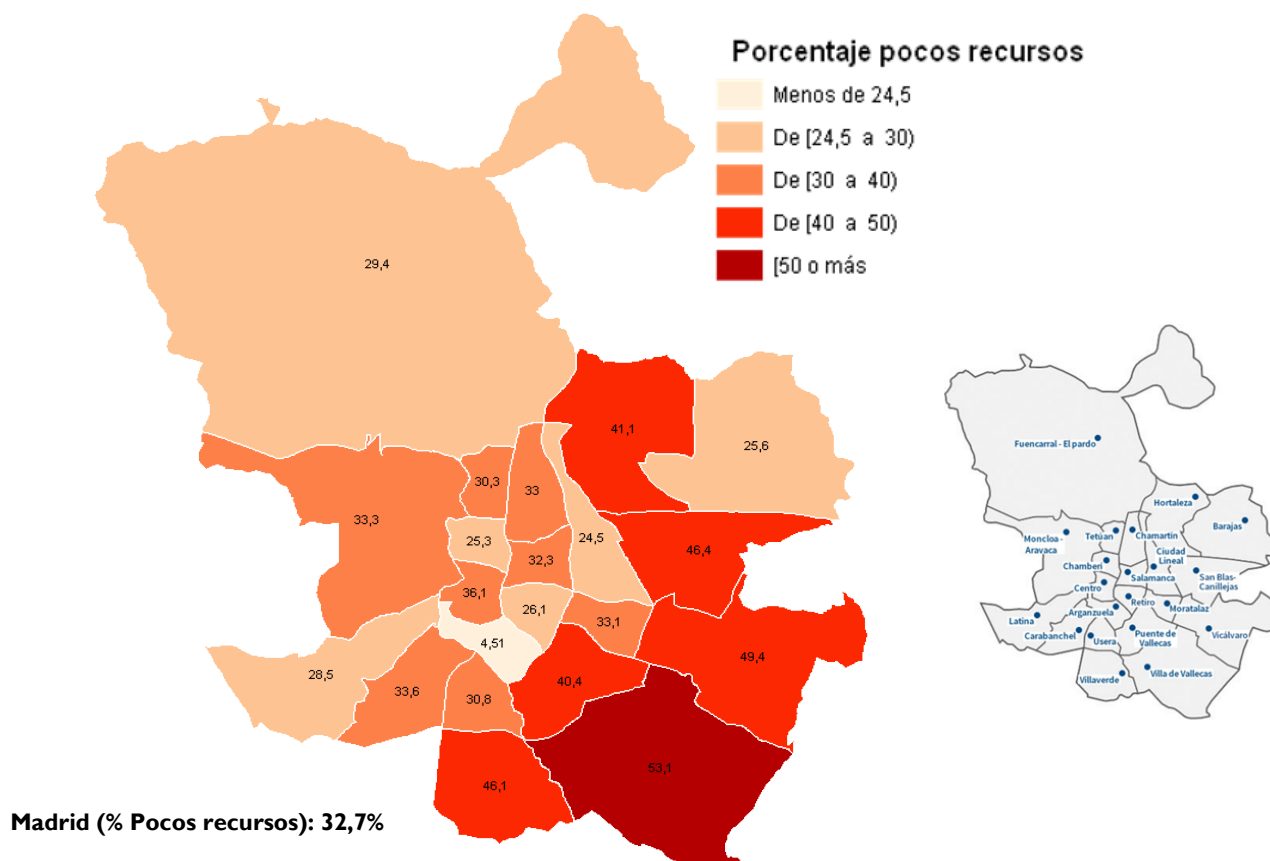 Porcentaje pocos recursos
Menos de 24,5
De [24,5 a 30)
De [30 a 40)
De [40 a 50)
[50 o más
29,4
41,1
25,6
30,3
33
33,3
25,3
24,5
46,4
32,3
36,1
26,1
33,1
4,51
49,4
28,5
33,6
30,8
40,4
53,1
46,1
Madrid (% Pocos recursos): 32,7%
Fuencarral - El pardo
Hortaleza
Barajas
Moncloa -
Aravaca
Tetúan
Chamartín
Ciudad
Lineal
Chamberí
Salamanca
San Blas-
Canillejas
Centro
Retiro
Arganzuela
Moratalaz
Latina
Carabanchel
Usera
Puente de
Vallecas
Vicálvaro
Villa de Vallecas
Villaverde